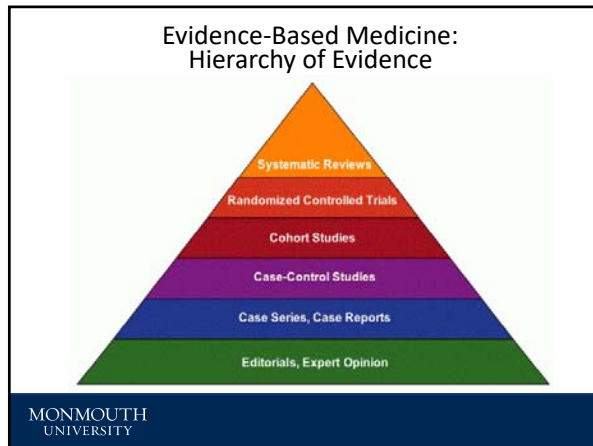 Evidence-Based Medicine:
Hierarchy of Evidence
Systematic Reviews
Randomized Controlled Trials
Cohort Studies
Case-Control Studies
Case Series, Case Reports
Editorials, Expert Opinion
MONMOUTH
UNIVERSITY